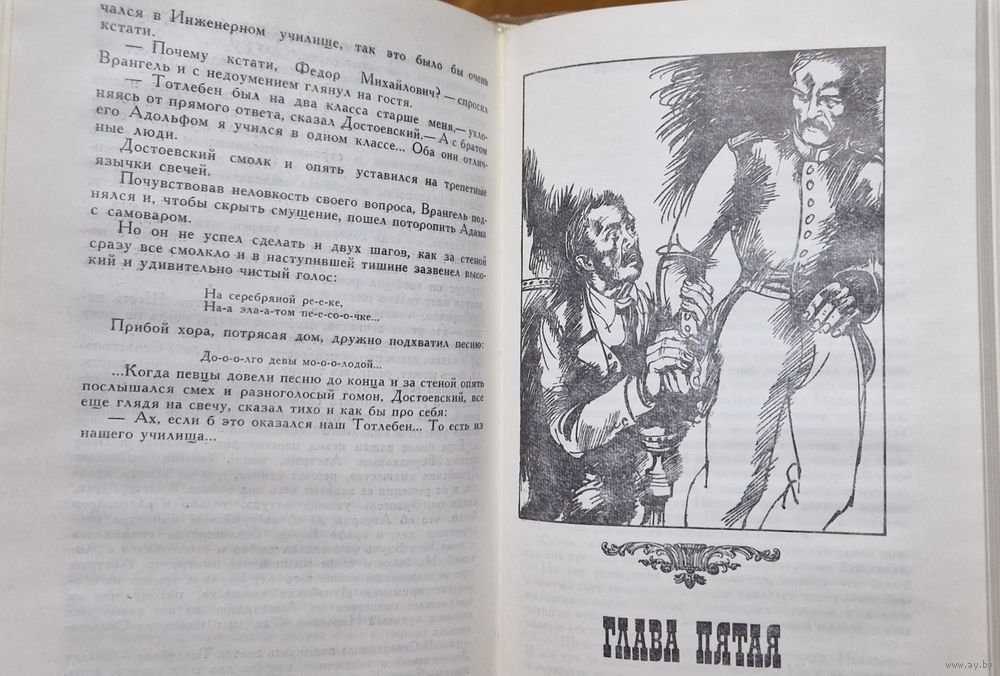 чался в Инженерном училище, так это было бы очень
кстати.
— Почему кстати, Федор Михайлович? — спросил
Врангель и с недоумением глянул на гостя.
— Тотлебен был на два класса старше меня,— укло-
няясь от прямого ответа, сказал Достоевский.— А с братом
его Адольфом я учился в одном классе... Оба они отлич-
ные люди.
Достоевский смолк и опять уставился на трепетные
язычки свечей.
Почувствовав неловкость своего вопроса, Врангель под-
нялся и, чтобы скрыть смущение, пошел поторопить Адама
с самоваром.
Но он не успел сделать и двух шагов, как за стеной
сразу все смолкло и в наступившей тишине зазвенел высо-
кий и удивительно чистый голос:
На серебряной ре-е-ке,
На-а зла-а-том пе-е-со-о-чке...
Прибой хора, потрясая дом, дружно подхватил песню:
До-о-о-лго девы мо-о-о-лодой...
...Когда певцы довели песню до конца и за стеной опять
послышался смех и разноголосый гомон, Достоевский, все
еще глядя на свечу, сказал тихо и как бы про себя:
— Ах, если б это оказался наш Тотлебен... То есть из
нашего училища...
ГЛАВА ПЯТАЯ
www.ay.by